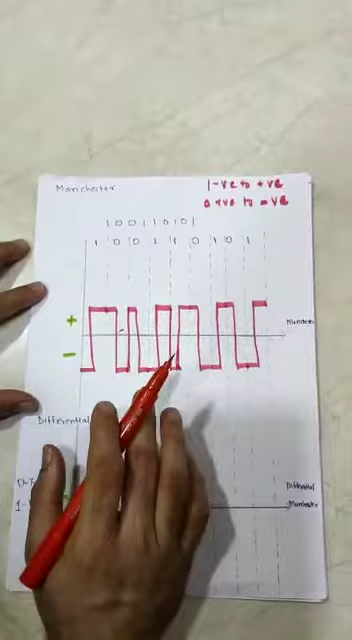 Manchester
1 -ve to +ve
0 +ve to -ve
1 0 0 1 1 0 1 0 1
1 0 0 1 1 0 1 0 1
+
-
Differential
Differential
Manchester